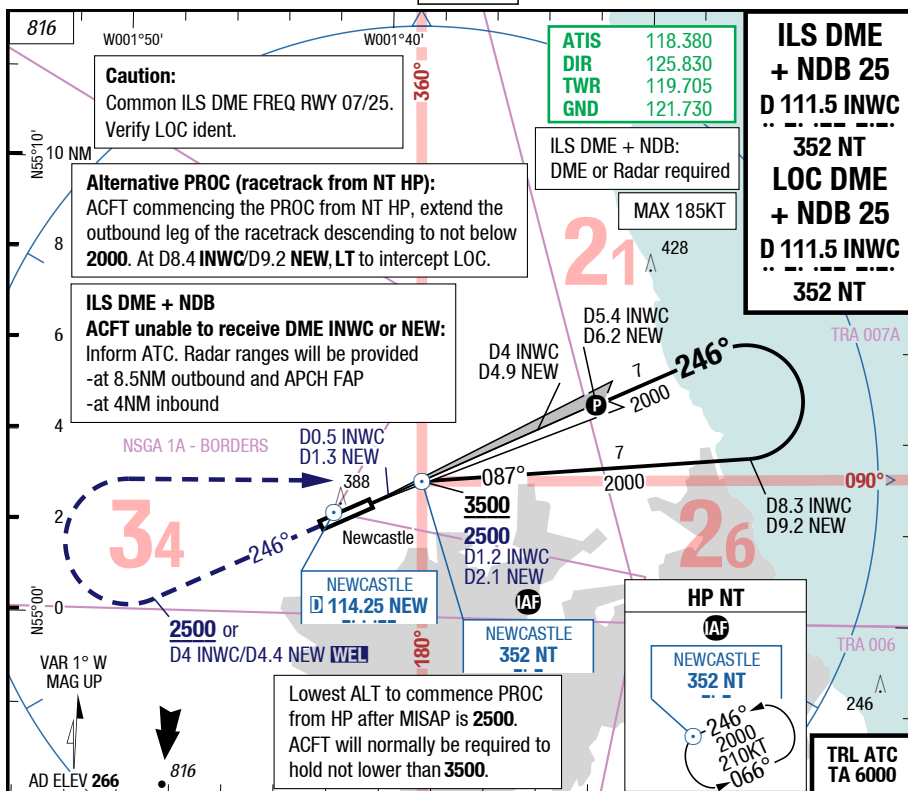 816
W001°50'
W001°40'
N55°10'
10 NM
8
6
4
2
0
N55°00'
Caution:
Common ILS DME FREQ RWY 07/25.
Verify LOC ident.
360°
ATIS 118.380
DIR 125.830
TWR 119.705
GND 121.730
ILS DME
+ NDB 25
D 111.5 INWC
352 NT
LOC DME
+ NDB 25
D 111.5 INWC
352 NT
ILS DME + NDB:
DME or Radar required
MAX 185KT
Alternative PROC (racetrack from NT HP):
ACFT commencing the PROC from NT HP, extend the
outbound leg of the racetrack descending to not below
2000. At D8.4 INWC/D9.2 NEW, LT to intercept LOC.
21
428
ILS DME + NDB
ACFT unable to receive DME INWC or NEW:
Inform ATC. Radar ranges will be provided
-at 8.5NM outbound and APCH FAP
-at 4NM inbound
D5.4 INWC
D6.2 NEW
D4 INWC
D4.9 NEW
TRA 007A
7
246°
2000
P
NSGA 1A - BORDERS
D0.5 INWC
D1.3 NEW
388
087°
7
2000
090°
D8.3 INWC
D9.2 NEW
34
246°
Newcastle
3500
2500
D1.2 INWC
D2.1 NEW
IAF
26
NEWCASTLE
D 114.25 NEW
NEWCASTLE
352 NT
2500 or
D4 INWC/D4.4 NEW WEL
180°
HP NT
IAF
NEWCASTLE
352 NT
246°
2000
210KT
066°
TRA 006
246
VAR 1° W
MAG UP
AD ELEV 266
816
Lowest ALT to commence PROC
from HP after MISAP is 2500.
ACFT will normally be required to
hold not lower than 3500.
TRL ATC
TA 6000